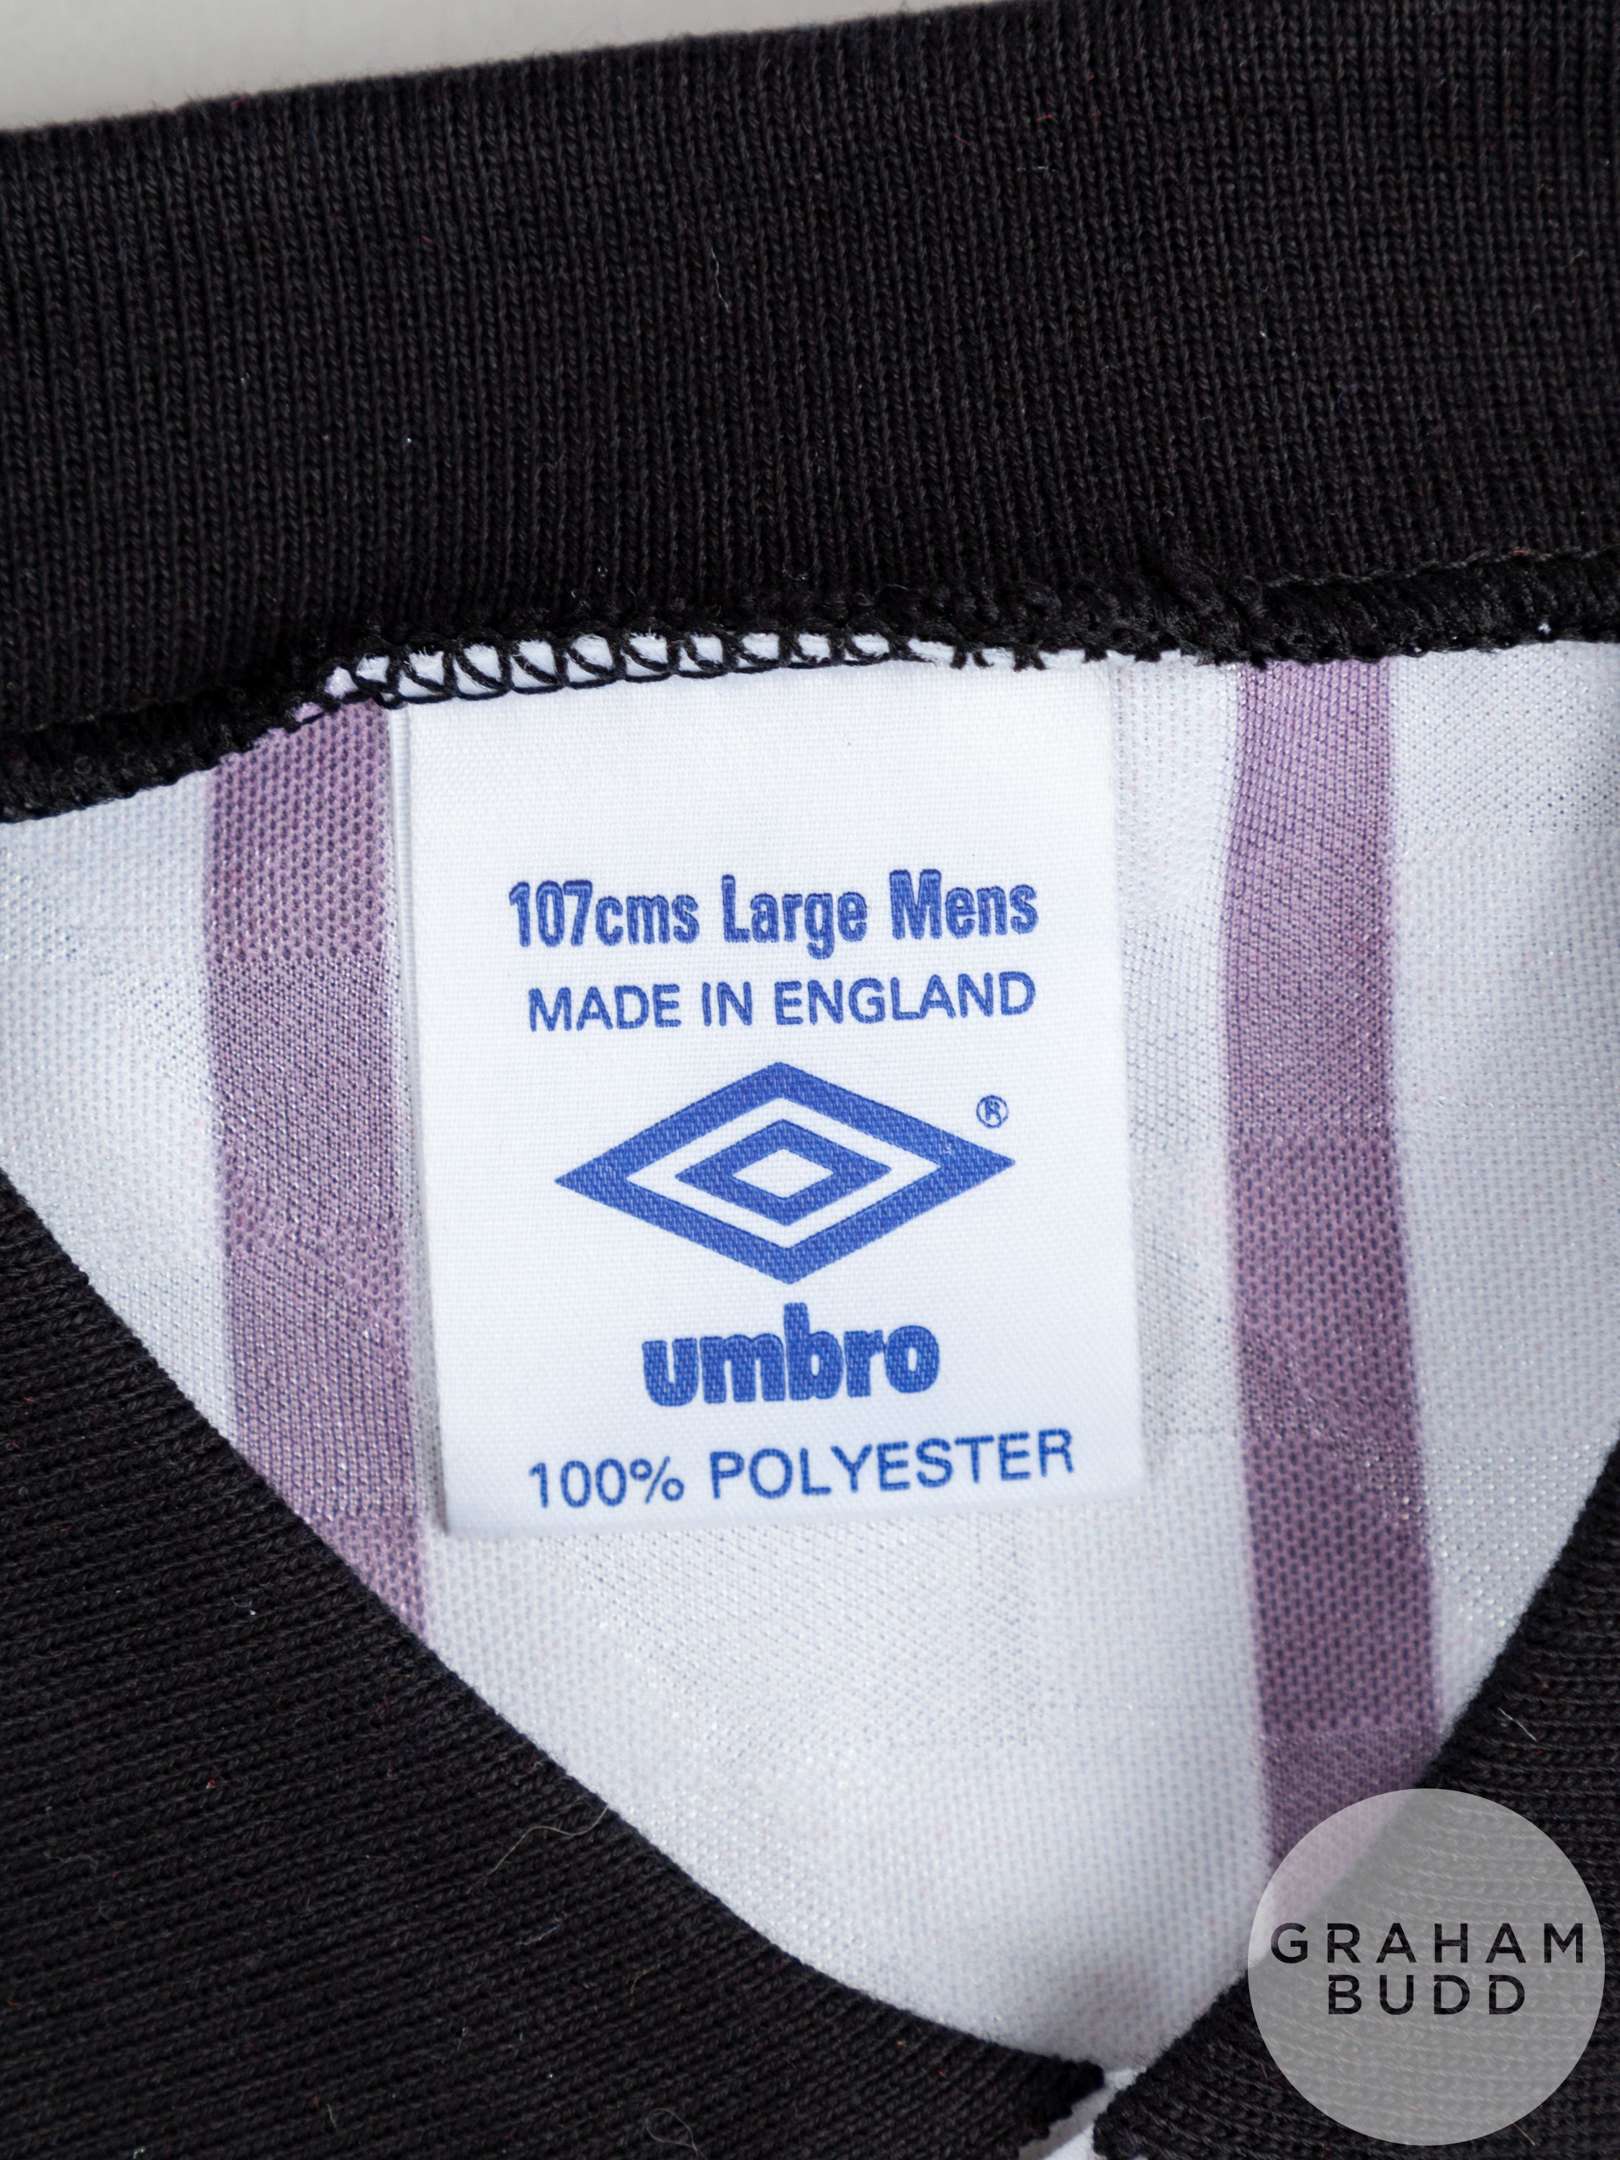 107cms Large Mens
MADE IN ENGLAND
®
umbro
100% POLYESTER
GRAHAM
BUDD